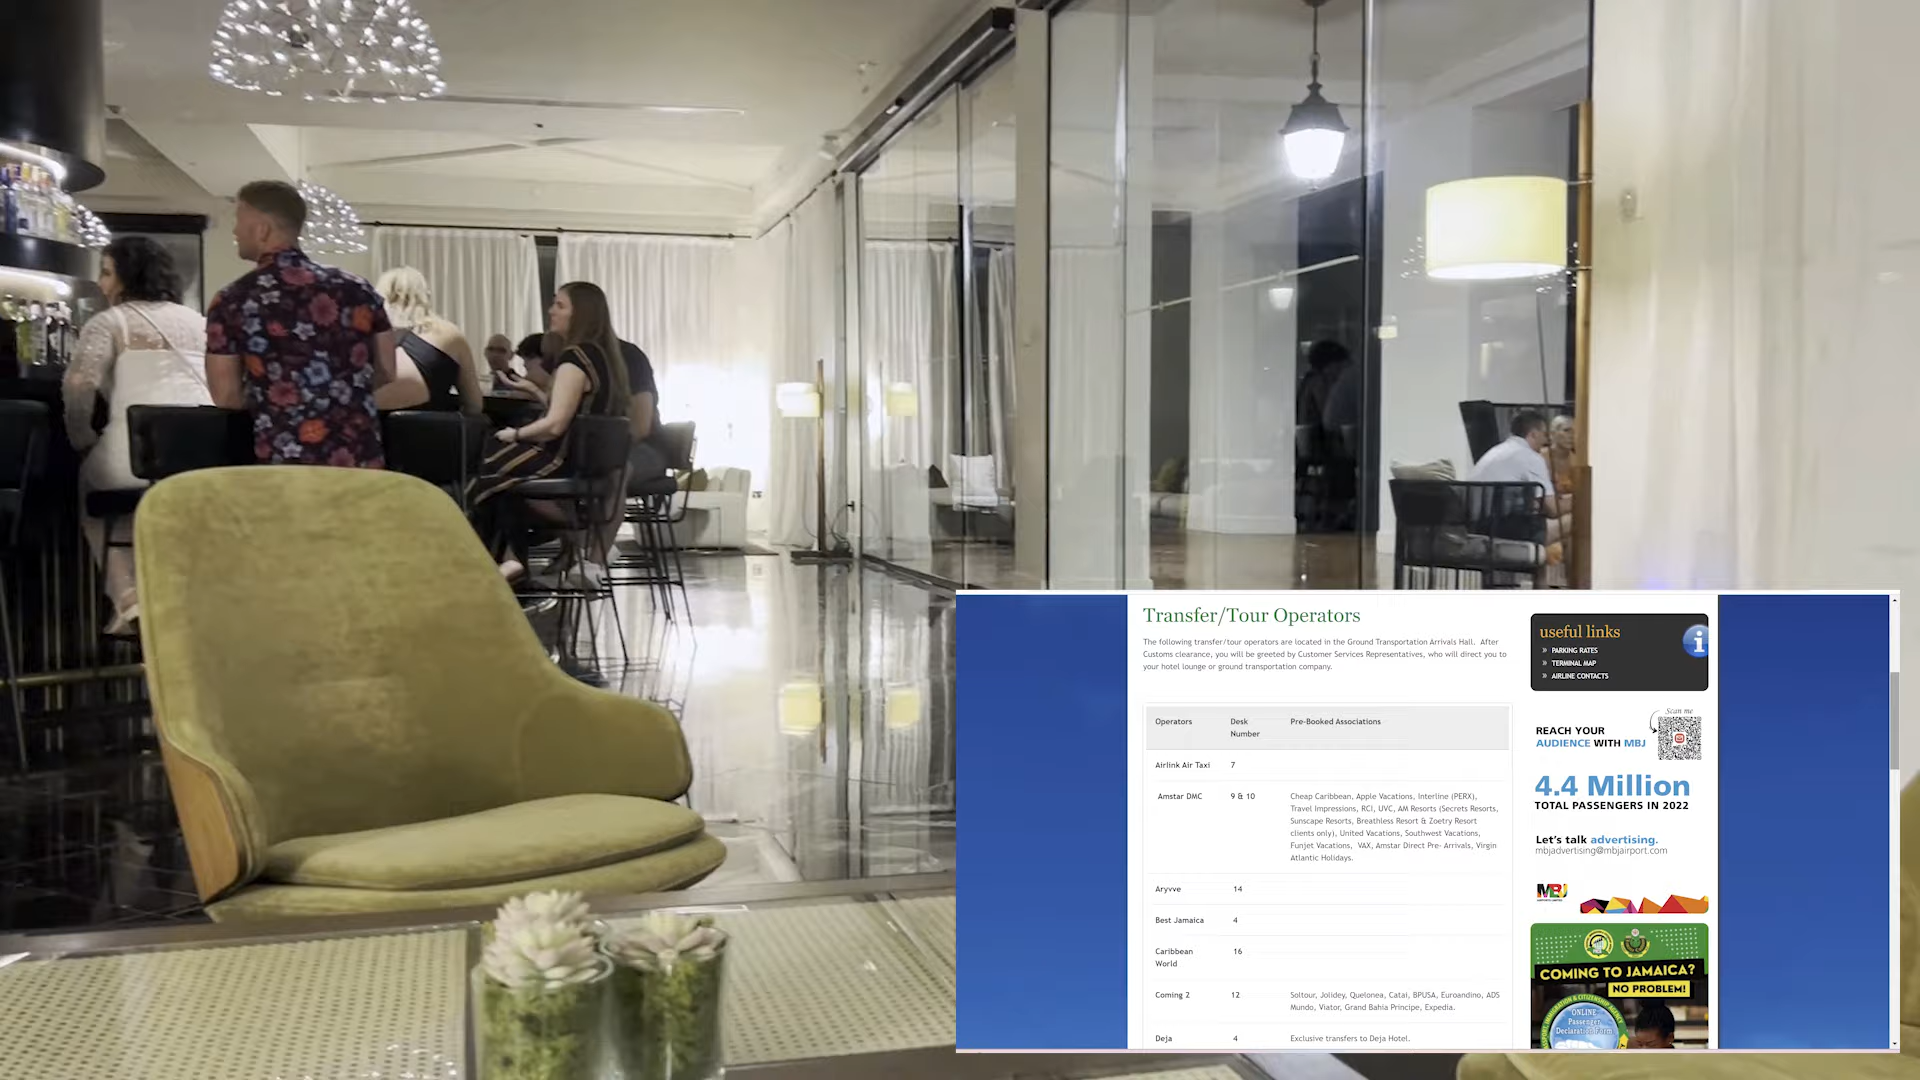 Transfer/Tour Operators
The following transfer/tour operators are located in the Ground Transportation Arrivals Hall. After
Customs clearance, you will be greeted by Customer Services Representatives, who will direct you to
your hotel lounge or ground transportation company.
Operators Desk Number Pre-Booked Associations
Airlink Air Taxi 7
Amstar DMC 9 & 10 Cheap Caribbean, Apple Vacations, Interline (PERX),
Travel Impressions, RCI, UVC, AM Resorts (Secrets Resorts,
Sunscape Resorts, Breathless Resort & Zoetry Resort
clients only), United Vacations, Southwest Vacations,
Funjet Vacations, VAX, Amstar Direct Pre- Arrivals, Virgin
Atlantic Holidays.
Aryvve 14
Best Jamaica 4
Caribbean World 16
Coming 2 12 Soltour, Jolidey, Quelonea, Catai, BPUSA, Euroandino, ADS
Mundo, Viator, Grand Bahia Principe, Expedia.
Deja 4 Exclusive transfers to Deja Hotel.
useful links
» PARKING RATES
» TERMINAL MAP
» AIRLINE CONTACTS
Scan me
REACH YOUR
AUDIENCE WITH MBJ
4.4 Million
TOTAL PASSENGERS IN 2022
Let's talk advertising.
mbjadvertising@mbjairport.com
MBJ
COMING TO JAMAICA?
NO PROBLEM!
ONLINE
Passenger
Declaration Form